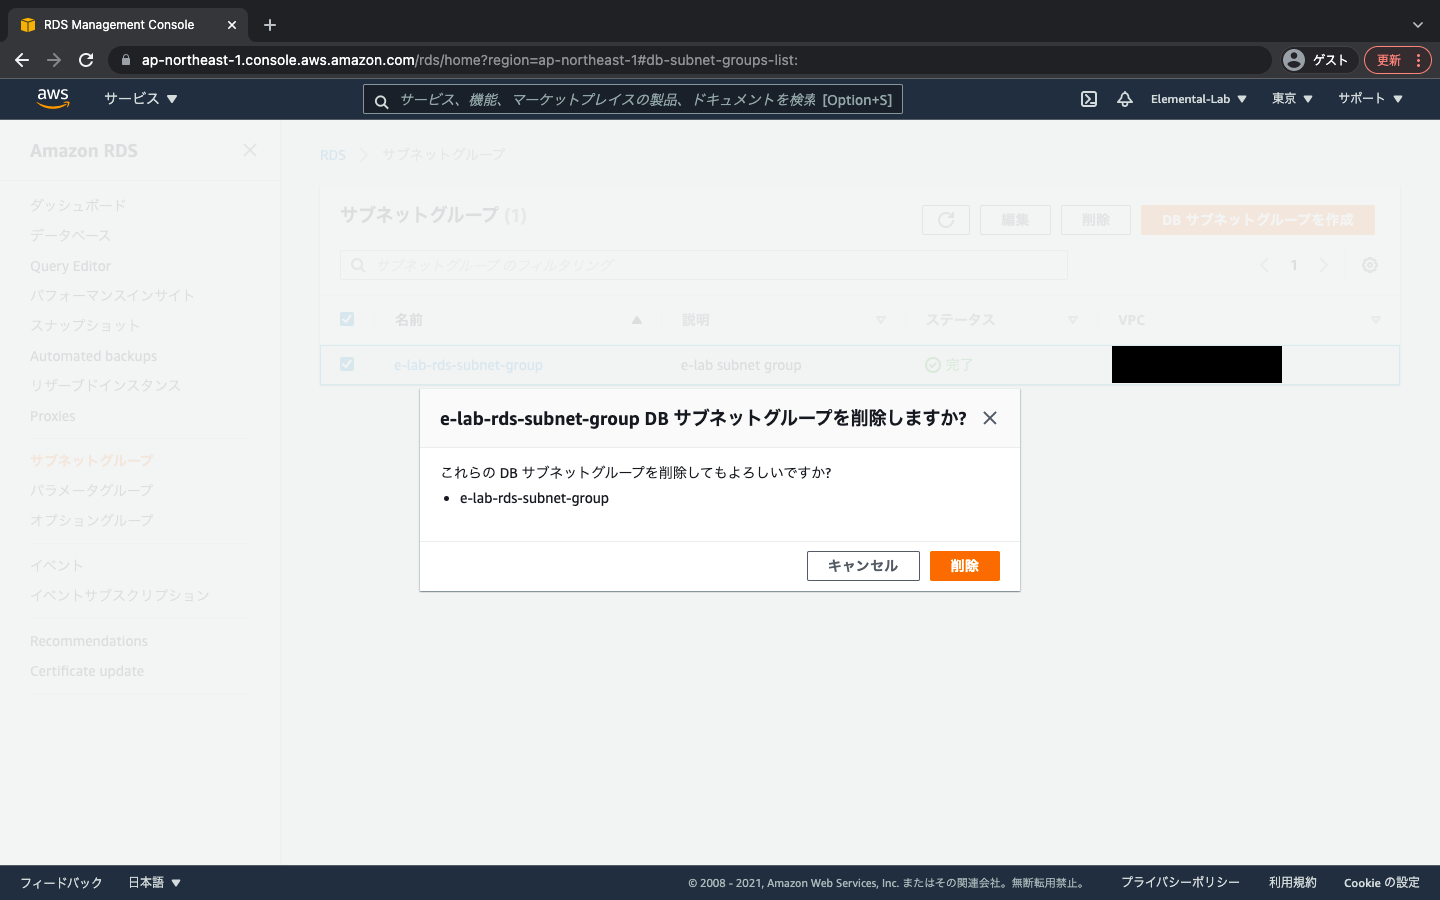 RDS Management Console
ap-northeast-1.console.aws.amazon.com/rds/home?region=ap-northeast-1#db-subnet-groups-list:
ゲスト
更新
aws
サービス
サービス、機能、マーケットプレイスの製品、ドキュメントを検索 [Option+S]
Elemental-Lab
東京
サポート
Amazon RDS
ダッシュボード
データベース
Query Editor
パフォーマンスインサイト
スナップショット
Automated backups
リザーブドインスタンス
Proxies
サブネットグループ
パラメータグループ
オプショングループ
イベント
イベントサブスクリプション
Recommendations
Certificate update
RDS サブネットグループ
サブネットグループ (1)
編集
削除
DB サブネットグループを作成
サブネットグループ のフィルタリング
1
名前 説明 ステータス VPC
e-lab-rds-subnet-group e-lab subnet group 完了
e-lab-rds-subnet-group DB サブネットグループを削除しますか?
これらの DB サブネットグループを削除してもよろしいですか?
• e-lab-rds-subnet-group
キャンセル
削除
フィードバック
日本語
© 2008 - 2021, Amazon Web Services, Inc. またはその関連会社。無断転用禁止。
プライバシーポリシー
利用規約
Cookie の設定